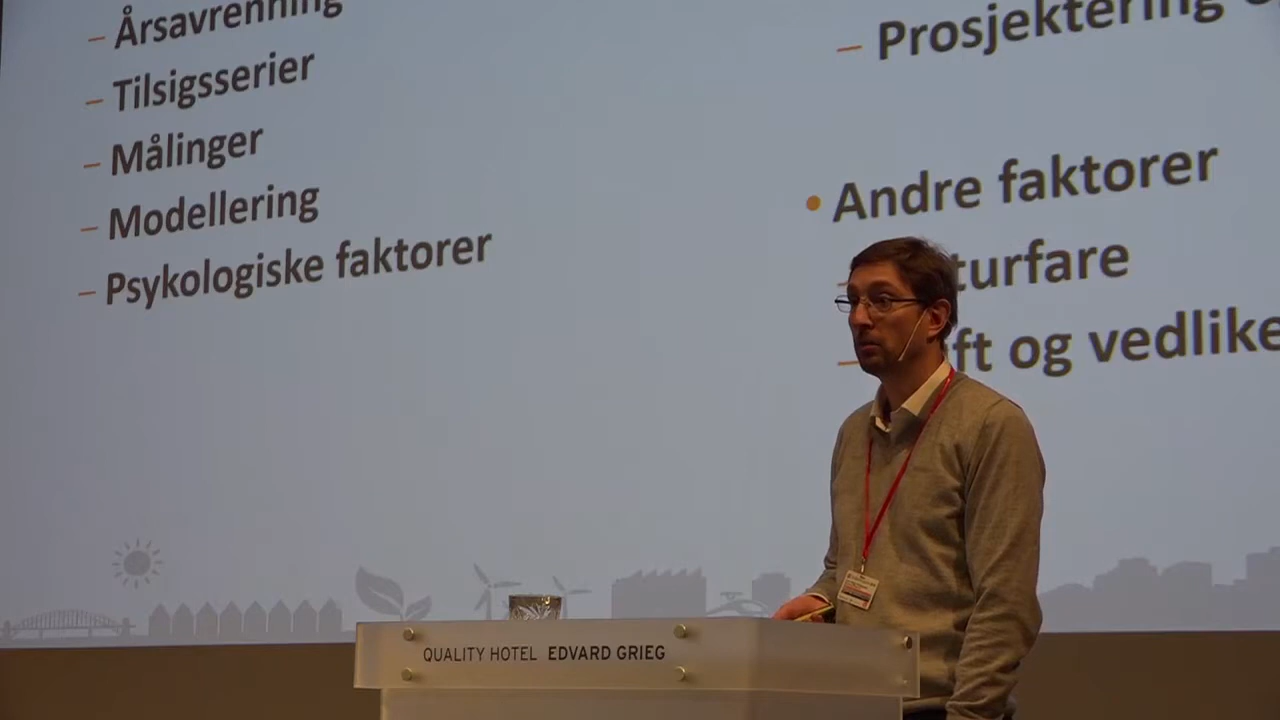 – Årsavrenning
– Tilsigsserier
– Målinger
– Modellering
– Psykologiske faktorer
– Prosjektering
• Andre faktorer
turfare
ft og vedlike
QUALITY HOTEL EDVARD GRIEG